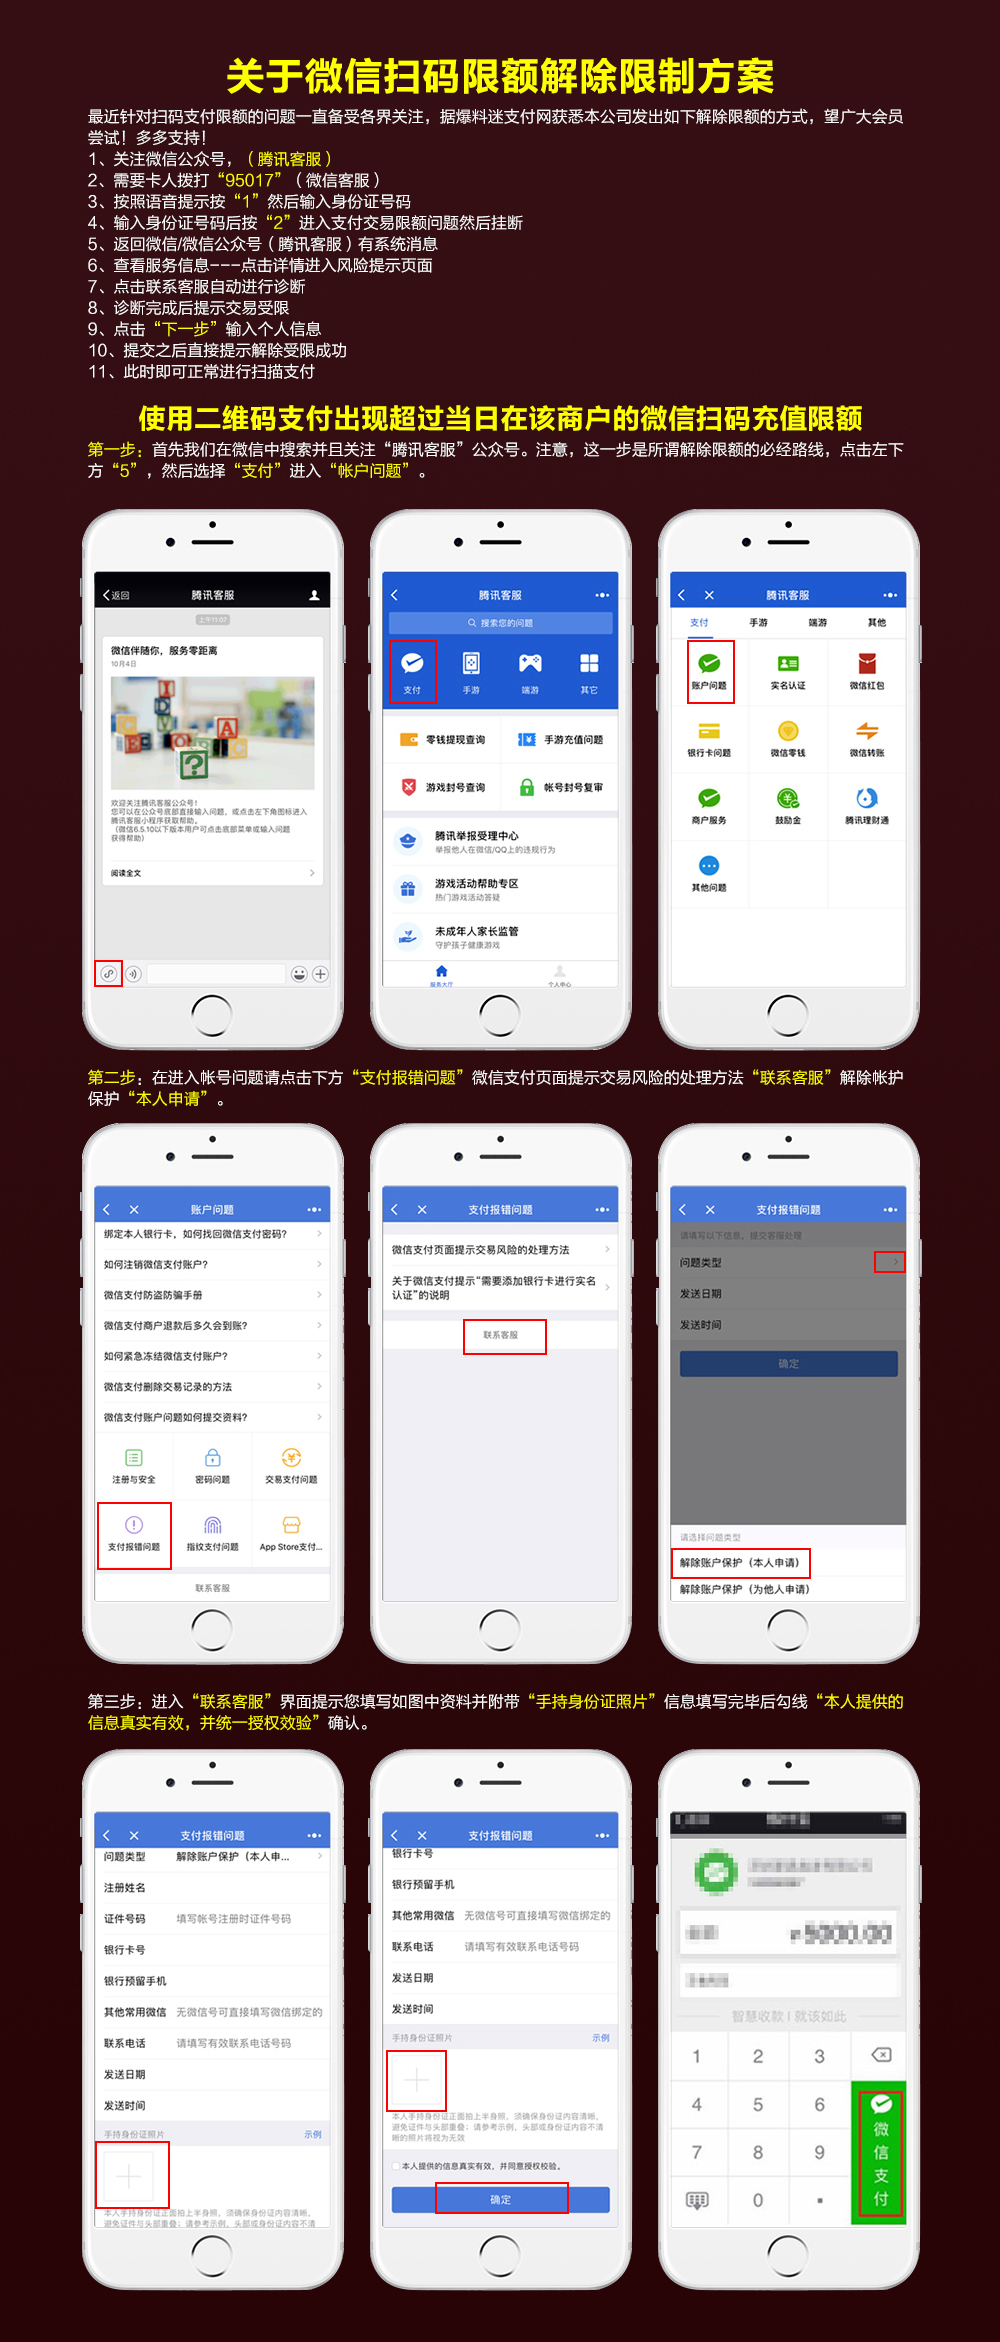 关于微信扫码限额解除限制方案
最近针对扫码支付限额的问题一直备受各界关注，据爆料迷支付网获悉本公司发出如下解除限额的方式，望广大会员
尝试！多多支持！
1、关注微信公众号，（腾讯客服）
2、需要卡人拨打“95017”（微信客服）
3、按照语音提示按“1”然后输入身份证号码
4、输入身份证号码后按“2”进入支付交易限额问题然后挂断
5、返回微信/微信公众号（腾讯客服）有系统消息
6、查看服务信息---点击详情进入风险提示页面
7、点击联系客服自动进行诊断
8、诊断完成后提示交易受限
9、点击“下一步”输入个人信息
10、提交之后直接提示解除受限成功
11、此时即可正常进行扫描支付
使用二维码支付出现超过当日在该商户的微信扫码充值限额
第一步：首先我们在微信中搜索并且关注“腾讯客服”公众号。注意，这一步是所谓解除限额的必经路线，点击左下
方“5”，然后选择“支付”进入“帐户问题”。
返回 腾讯客服
上午11:07
微信伴随你，服务零距离
10月4日
欢迎关注腾讯客服公众号！
您可以在公众号底部直接输入问题，或点击左下角图标进入
腾讯客服小程序获取帮助。
（微信6.5.10以下版本用户可点击底部菜单或输入问题
获得帮助）
阅读全文
腾讯客服
搜索您的问题
支付 手游 端游 其它
零钱提现查询 手游充值问题
游戏封号查询 帐号封号复审
腾讯举报受理中心
举报他人在微信/QQ上的违规行为
游戏活动帮助专区
热门游戏活动答疑
未成年人家长监管
守护孩子健康游戏
服务大厅 个人中心
腾讯客服
支付 手游 端游 其他
账户问题 实名认证 微信红包
银行卡问题 微信零钱 微信转账
商户服务 鼓励金 腾讯理财通
其他问题
第二步：在进入帐号问题请点击下方“支付报错问题”微信支付页面提示交易风险的处理方法“联系客服”解除帐护
保护“本人申请”。
账户问题
绑定本人银行卡，如何找回微信支付密码？
如何注销微信支付账户？
微信支付防盗防骗手册
微信支付商户退款后多久会到账？
如何紧急冻结微信支付账户？
微信支付删除交易记录的方法
微信支付账户问题如何提交资料？
注册与安全 密码问题 交易支付问题
支付报错问题 指纹支付问题 App Store支付...
联系客服
支付报错问题
微信支付页面提示交易风险的处理方法
关于微信支付提示“需要添加银行卡进行实名
认证”的说明
联系客服
支付报错问题
请填写以下信息，提交客服处理
问题类型
发送日期
发送时间
确定
请选择问题类型
解除账户保护（本人申请）
解除账户保护（为他人申请）
第三步：进入“联系客服”界面提示您填写如图中资料并附带“手持身份证照片”信息填写完毕后勾线“本人提供的
信息真实有效，并统一授权效验”确认。
支付报错问题
问题类型 解除账户保护（本人申...
注册姓名
证件号码 填写帐号注册时证件号码
银行卡号
银行预留手机
其他常用微信 无微信号可直接填写微信绑定的
联系电话 请填写有效联系电话号码
发送日期
发送时间
手持身份证照片 示例
本人手持身份证正面拍上半身照，须确保身份证内容清晰，
避免证件与头部重叠；请参考示例，头部或身份证内容不清
支付报错问题
银行卡号
银行预留手机
其他常用微信 无微信号可直接填写微信绑定的
联系电话 请填写有效联系电话号码
发送日期
发送时间
手持身份证照片 示例
本人手持身份证正面拍上半身照，须确保身份证内容清晰，
避免证件与头部重叠；请参考示例，头部或身份证内容不清
晰的照片将视为无效
本人提供的信息真实有效，并同意授权校验。
确定
智慧收款 | 就该如此
1 2 3
4 5 6
7 8 9
0 .
微信支付